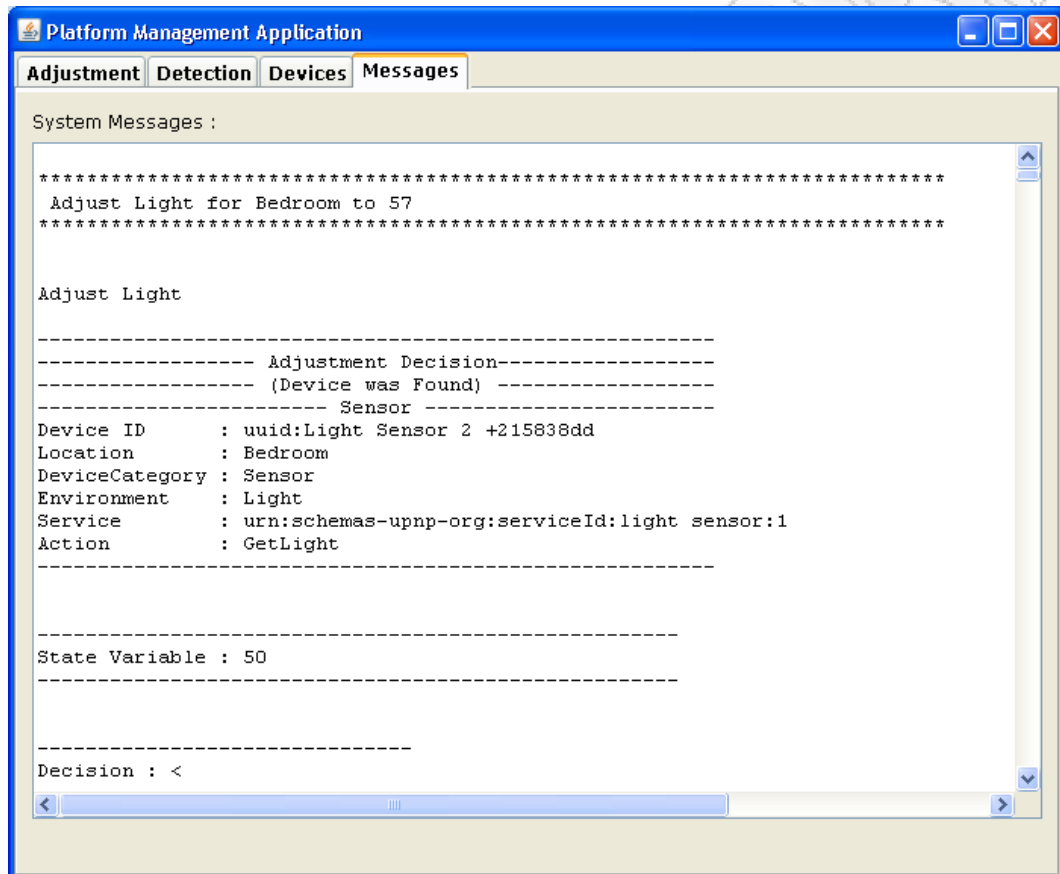 Platform Management Application
Adjustment Detection Devices Messages
System Messages :
***************************************************************************
Adjust Light for Bedroom to 57
***************************************************************************
Adjust Light
--------------------------------------------------------
------------------ Adjustment Decision------------------
------------------ (Device was Found) ------------------
------------------------ Sensor ------------------------
Device ID      : uuid:Light Sensor 2 +215838dd
Location       : Bedroom
DeviceCategory : Sensor
Environment    : Light
Service        : urn:schemas-upnp-org:serviceId:light sensor:1
Action         : GetLight
--------------------------------------------------------
-----------------------------------------------------
State Variable : 50
-----------------------------------------------------
-------------------------------
Decision : <